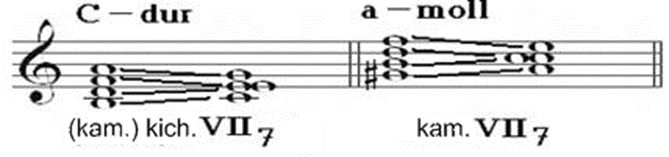 C – dur a – moll
(kam.) kich. VII 7 kam. VII 7